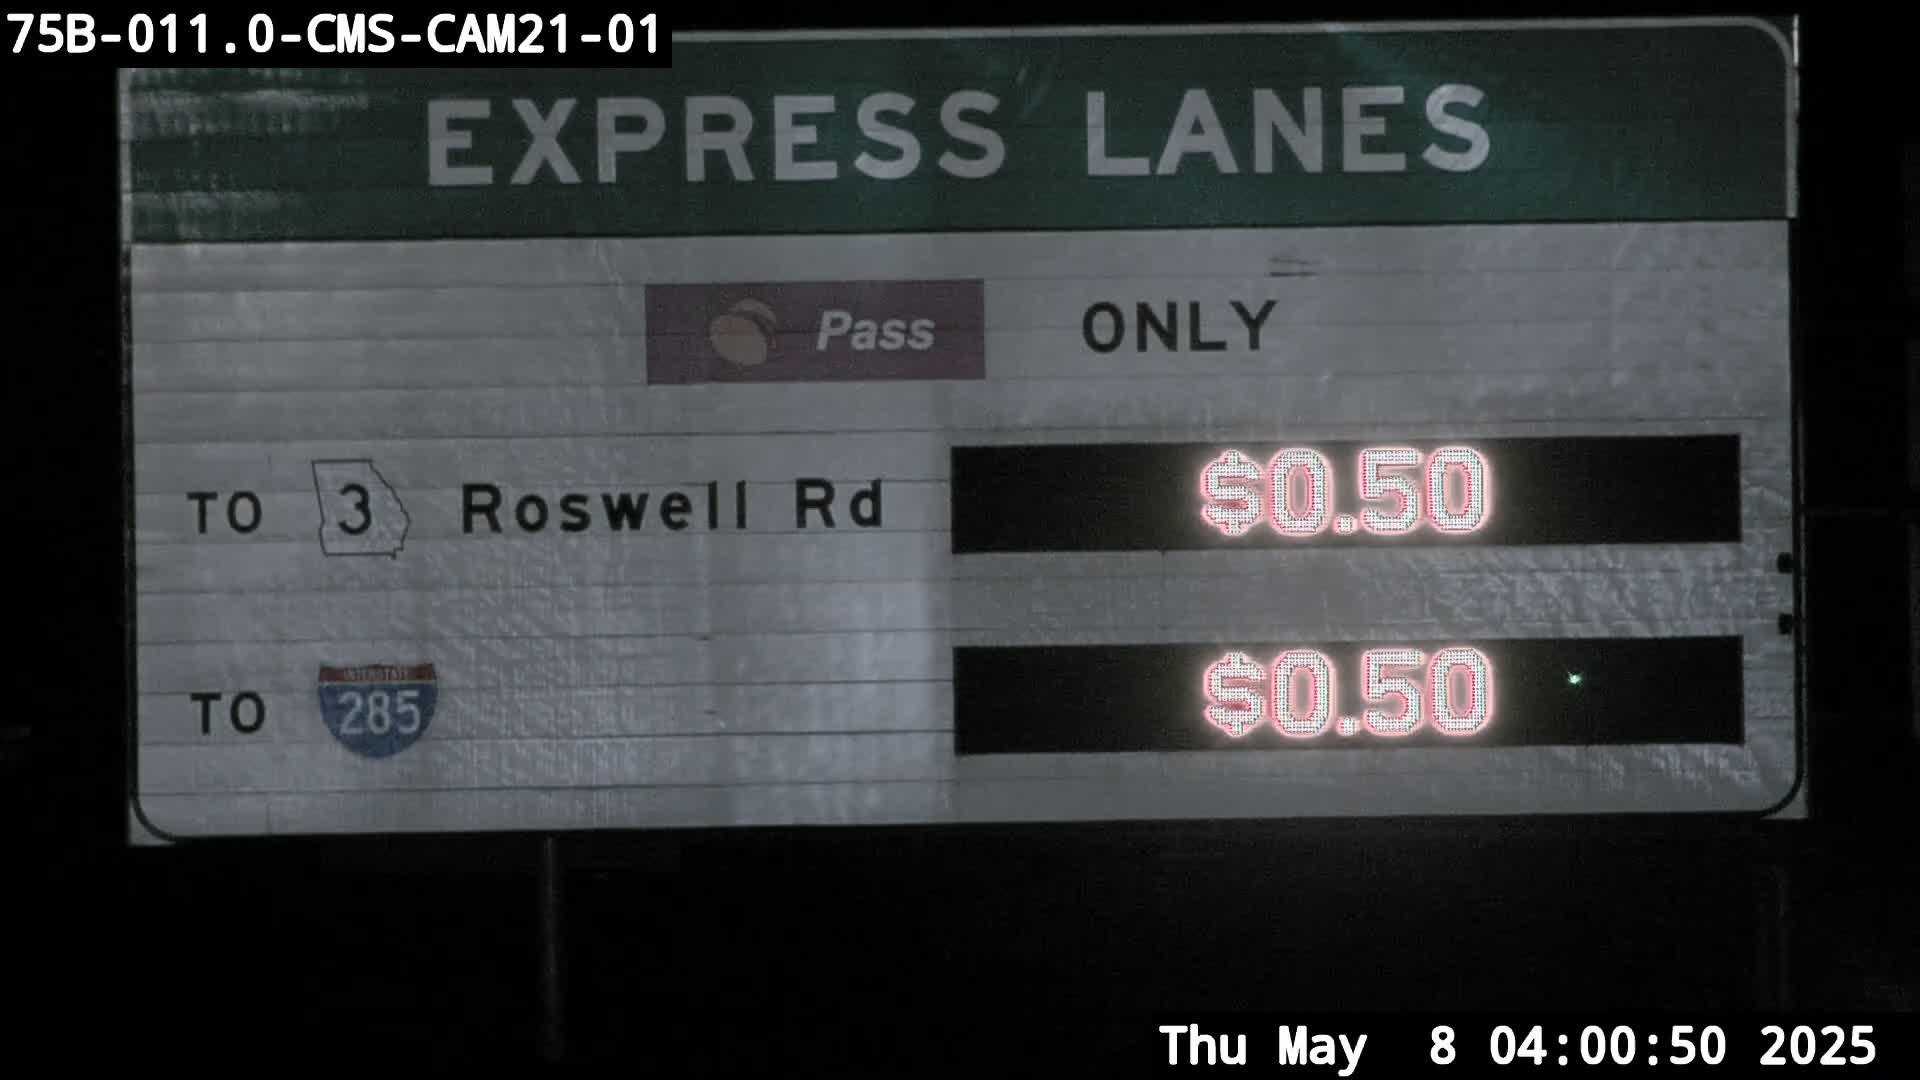 75B-011.0-CMS-CAM21-01
EXPRESS LANES
Pass ONLY
TO 3 Roswell Rd $0.50
TO INTERSTATE 285 $0.50
Thu May 8 04:00:50 2025